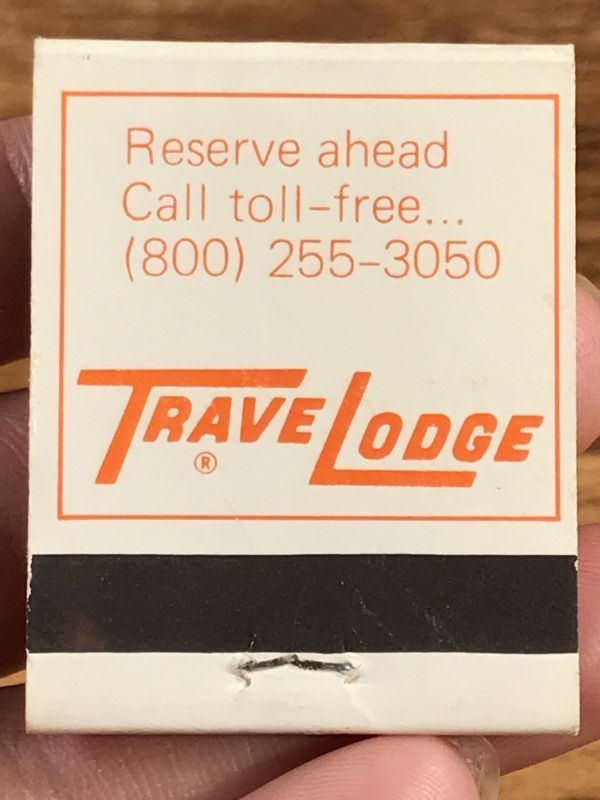 Reserve ahead
Call toll-free...
(800) 255-3050
TRAVELODGE
®